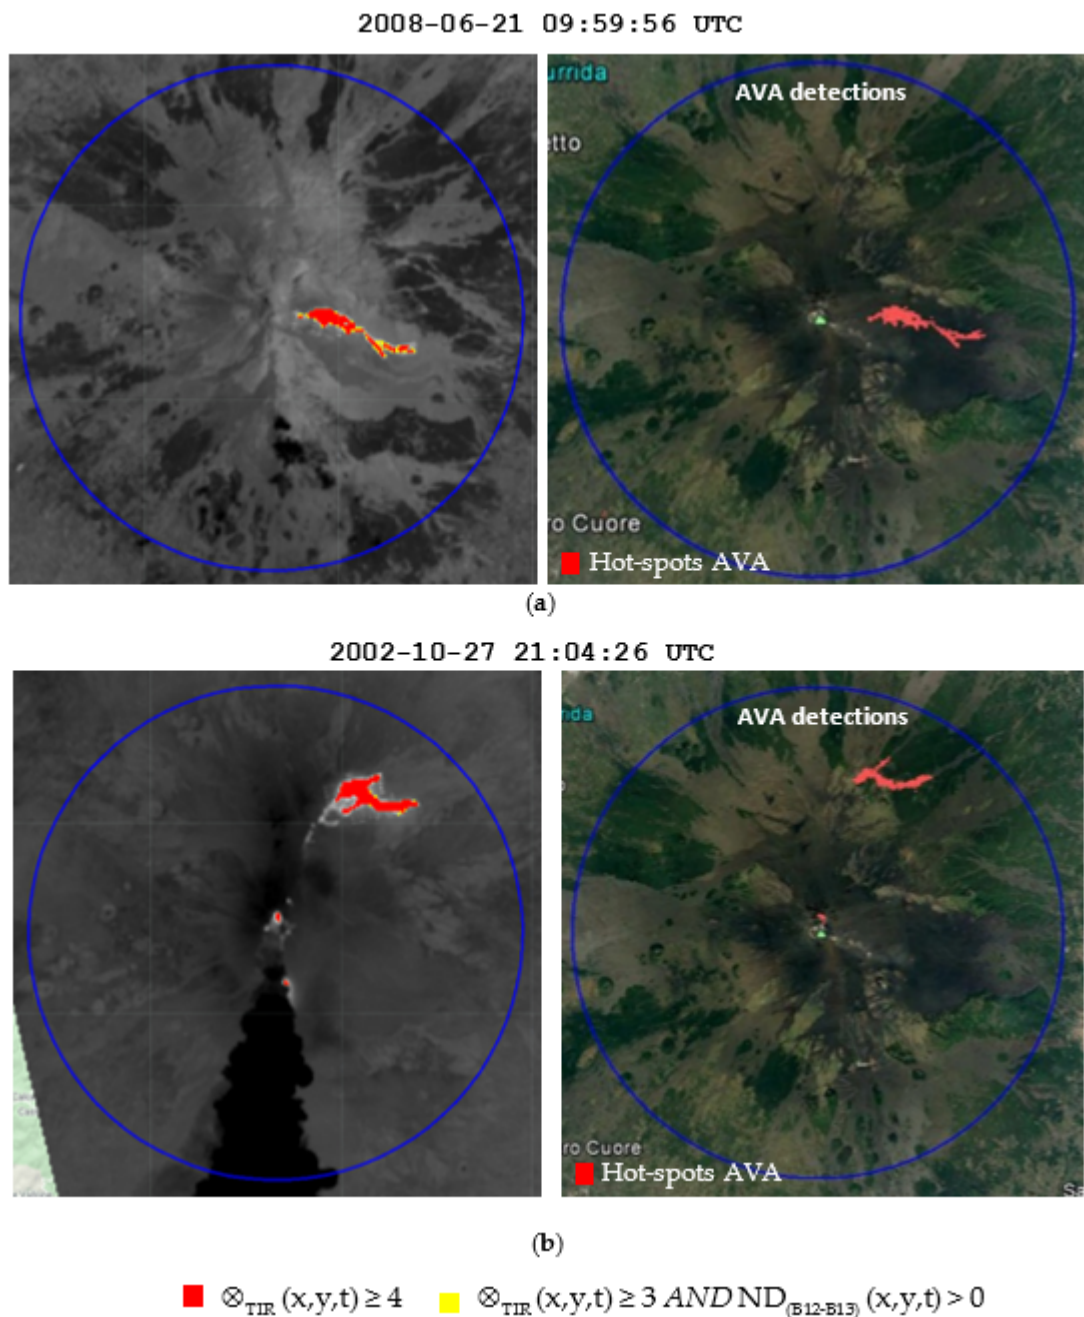 2008-06-21 09:59:56 UTC
urrida
AVA detections
etto
ro Cuore
Hot-spots AVA
(a)
2002-10-27 21:04:26 UTC
rida
AVA detections
ro Cuore
Hot-spots AVA
Sa
(b)
⊗TIR (x,y,t) ≥ 4 ⊗TIR (x,y,t) ≥ 3 AND ND(B12-B13) (x,y,t) > 0